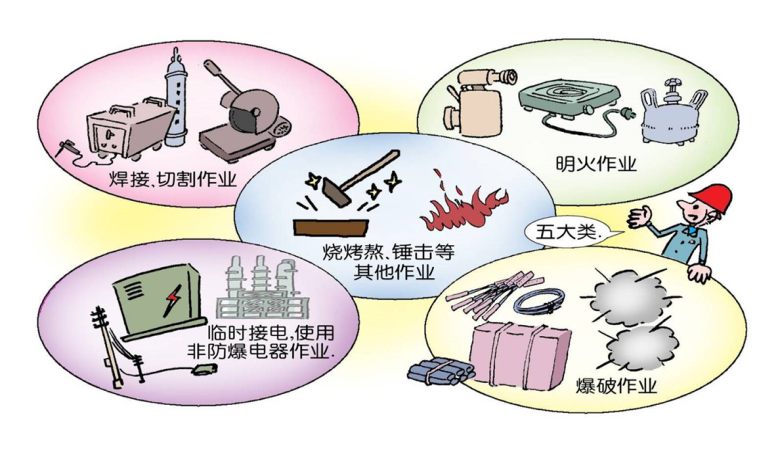 焊接、切割作业
明火作业
烧烤熬、锤击等
其他作业
五大类.
临时接电,使用
非防爆电器作业.
爆破作业